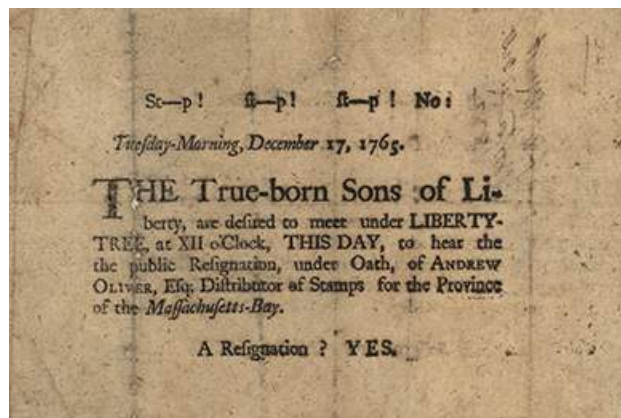 St—p! ſt—p! ſt—p! No:
Tueſday-Morning, December 17, 1765.
THE True-born Sons of Li-
berty, are deſired to meet under LIBERTY-
TREE, at XII o'Clock, THIS DAY, to hear the
the public Reſignation, under Oath, of ANDREW
OLIVER, Eſq; Diſtributor of Stamps for the Province
of the Maſſachuſetts-Bay.
A Reſignation? YES.